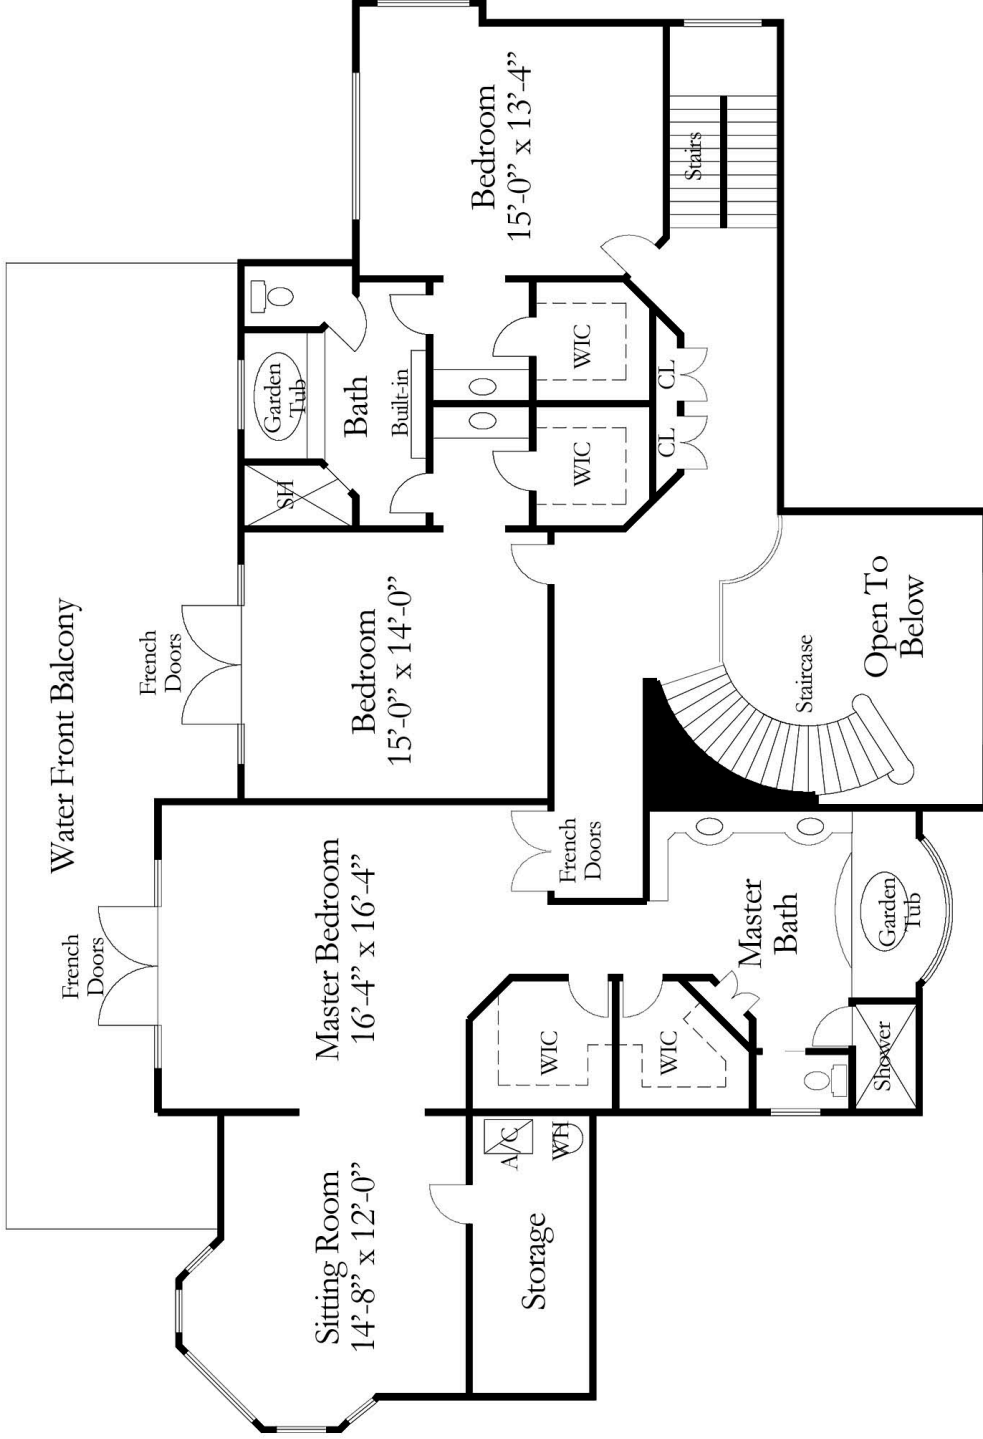 Water Front Balcony
French
Doors
French
Doors
Sitting Room
14’-8” x 12’-0”
Master Bedroom
16’-4” x 16’-4”
Bedroom
15’-0” x 14’-0”
Garden
Tub
SH
Bath
Built-in
Bedroom
15’-0” x 13’-4”
Storage
A/C
WH
WIC
WIC
French
Doors
WIC
WIC
CL
CL
Stairs
Master
Bath
Garden
Tub
Shower
Staircase
Open To
Below